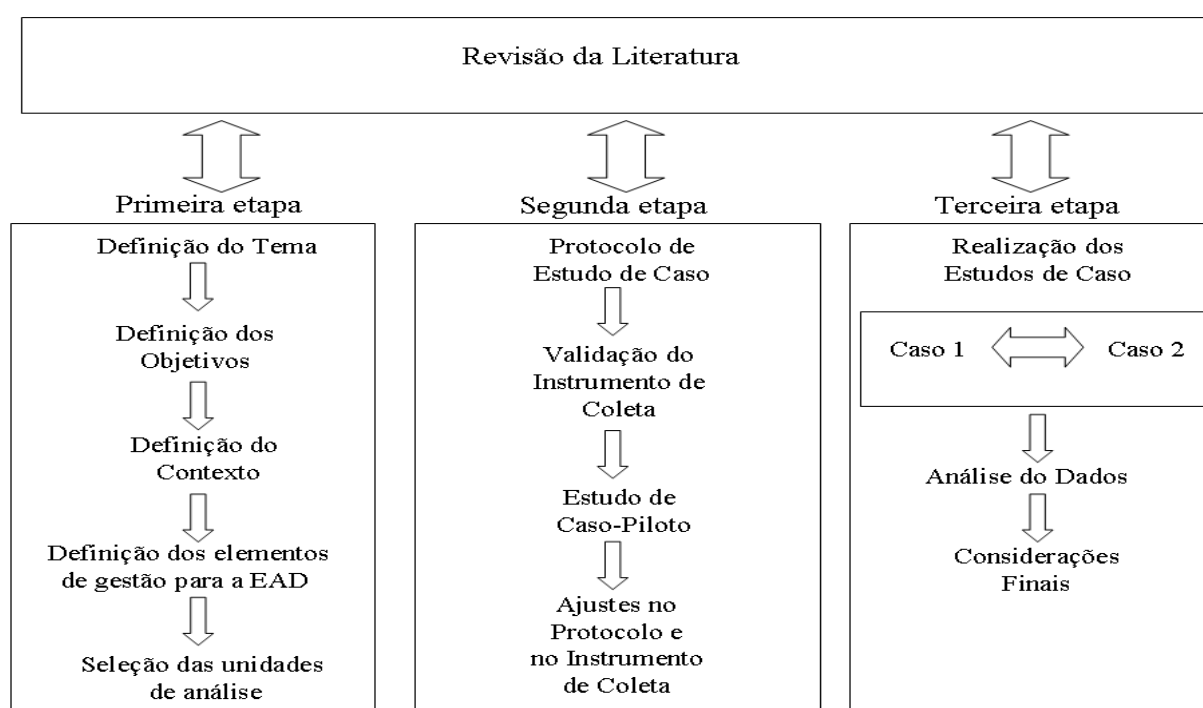 Revisão da Literatura
Primeira etapa
Definição do Tema
Definição dos
Objetivos
Definição do
Contexto
Definição dos elementos
de gestão para a EAD
Seleção das unidades
de análise
Segunda etapa
Protocolo de
Estudo de Caso
Validação do
Instrumento de
Coleta
Estudo de
Caso-Piloto
Ajustes no
Protocolo e
no Instrumento
de Coleta
Terceira etapa
Realização dos
Estudos de Caso
Caso 1
Caso 2
Análise do Dados
Considerações
Finais